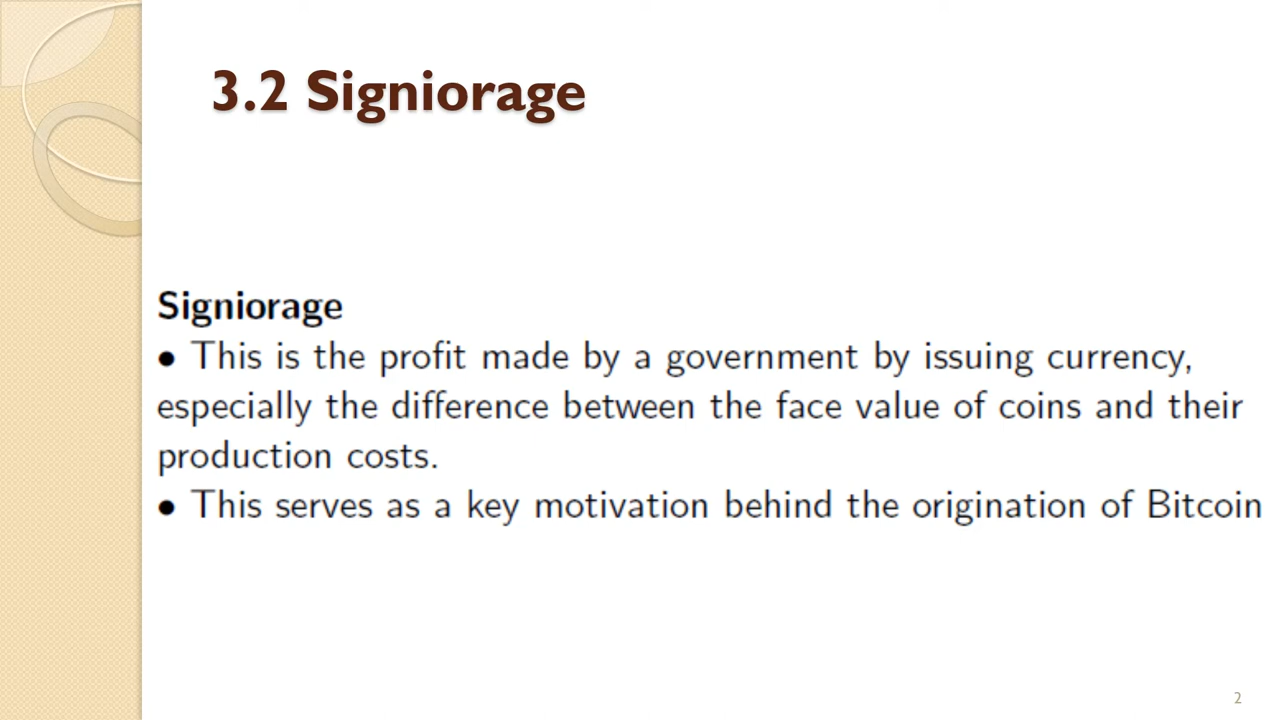 3.2 Signiorage
Signiorage
• This is the profit made by a government by issuing currency,
especially the difference between the face value of coins and their
production costs.
• This serves as a key motivation behind the origination of Bitcoin
2